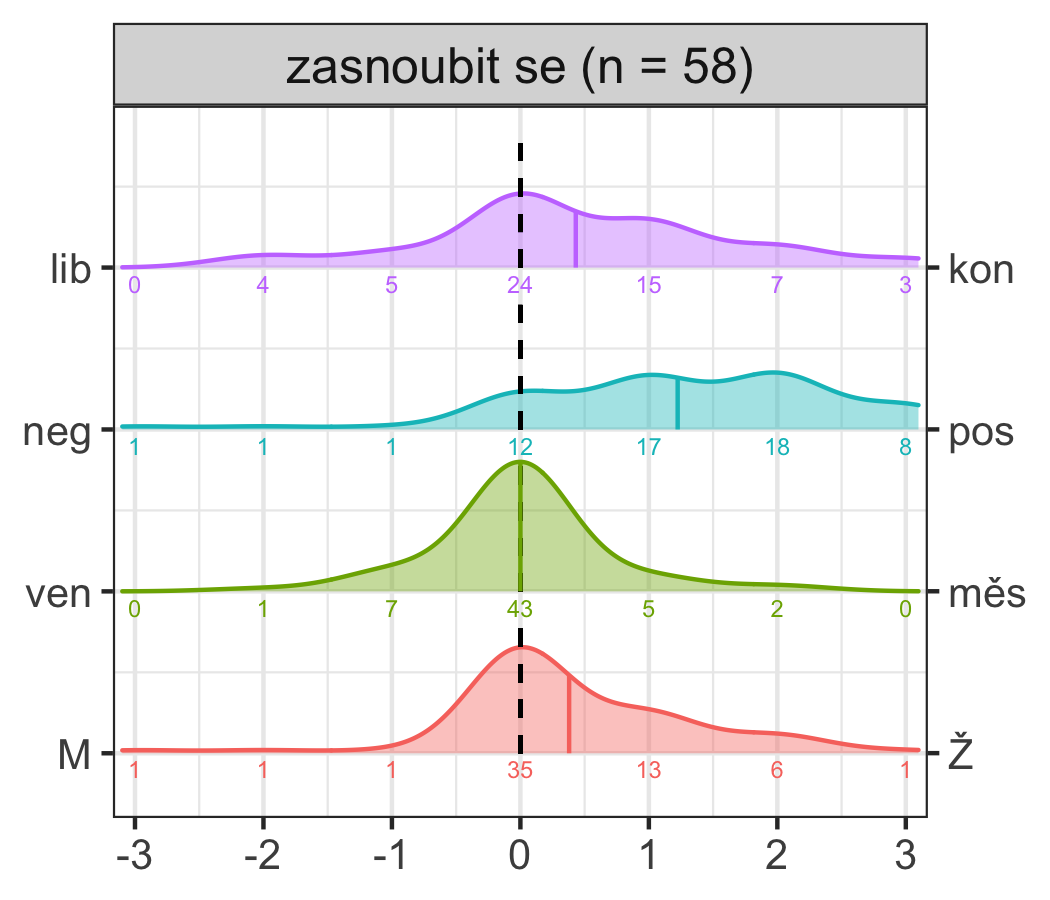 zasnoubit se (n = 58)
lib kon
0 4 5 24 15 7 3
neg pos
1 1 1 12 17 18 8
ven měs
0 1 7 43 5 2 0
M Ž
1 1 1 35 13 6 1
-3 -2 -1 0 1 2 3